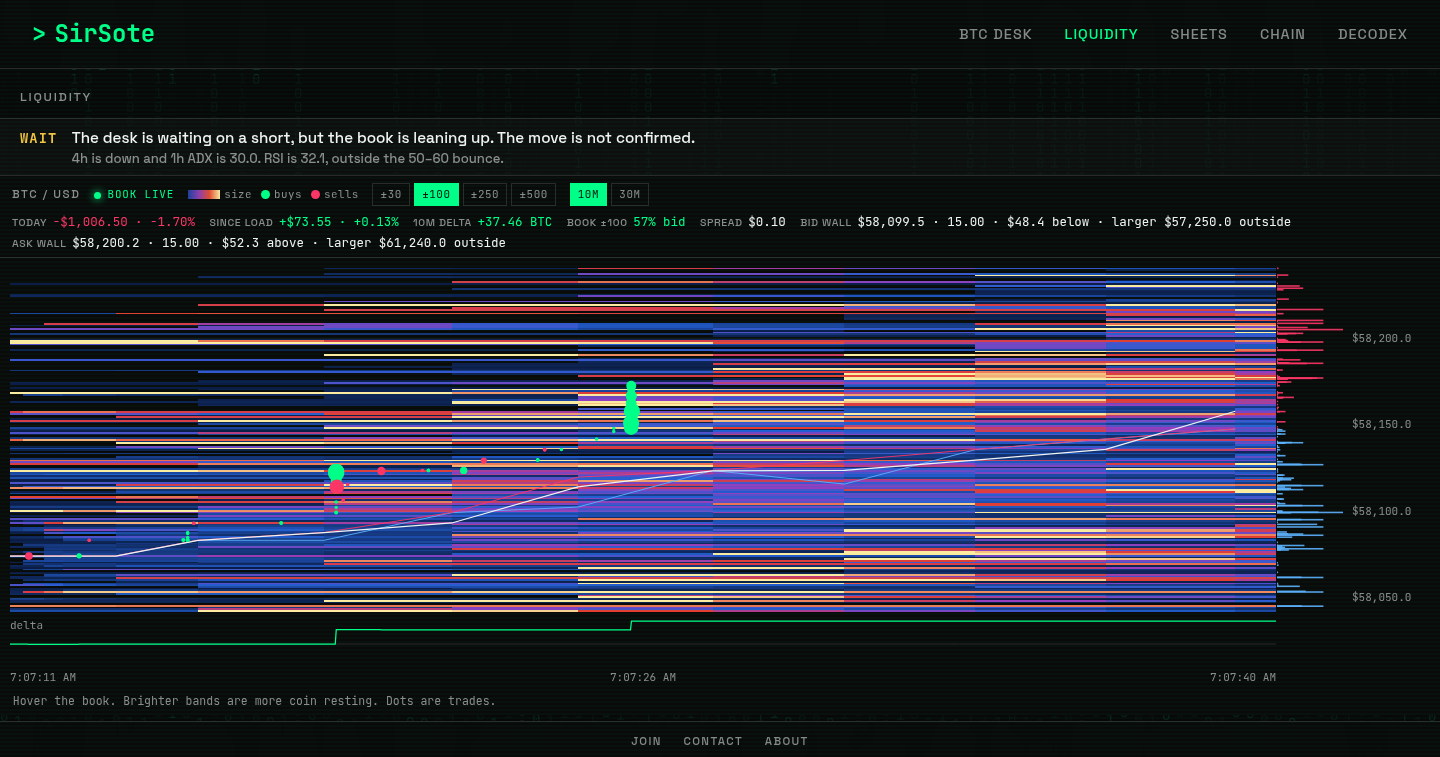 > SirSote
BTC DESK LIQUIDITY SHEETS CHAIN DECODEX
LIQUIDITY
WAIT The desk is waiting on a short, but the book is leaning up. The move is not confirmed.
4h is down and 1h ADX is 30.0. RSI is 32.1, outside the 50–60 bounce.
BTC / USD BOOK LIVE size buys sells ±30 ±100 ±250 ±500 10M 30M
TODAY -$1,006.50 · -1.70% SINCE LOAD +$73.55 · +0.13% 10M DELTA +37.46 BTC BOOK ±100 57% bid SPREAD $0.10 BID WALL $58,099.5 · 15.00 · $48.4 below · larger $57,250.0 outside
ASK WALL $58,200.2 · 15.00 · $52.3 above · larger $61,240.0 outside
$58,200.0
$58,150.0
$58,100.0
$58,050.0
delta
7:07:11 AM 7:07:26 AM 7:07:40 AM
Hover the book. Brighter bands are more coin resting. Dots are trades.
JOIN CONTACT ABOUT